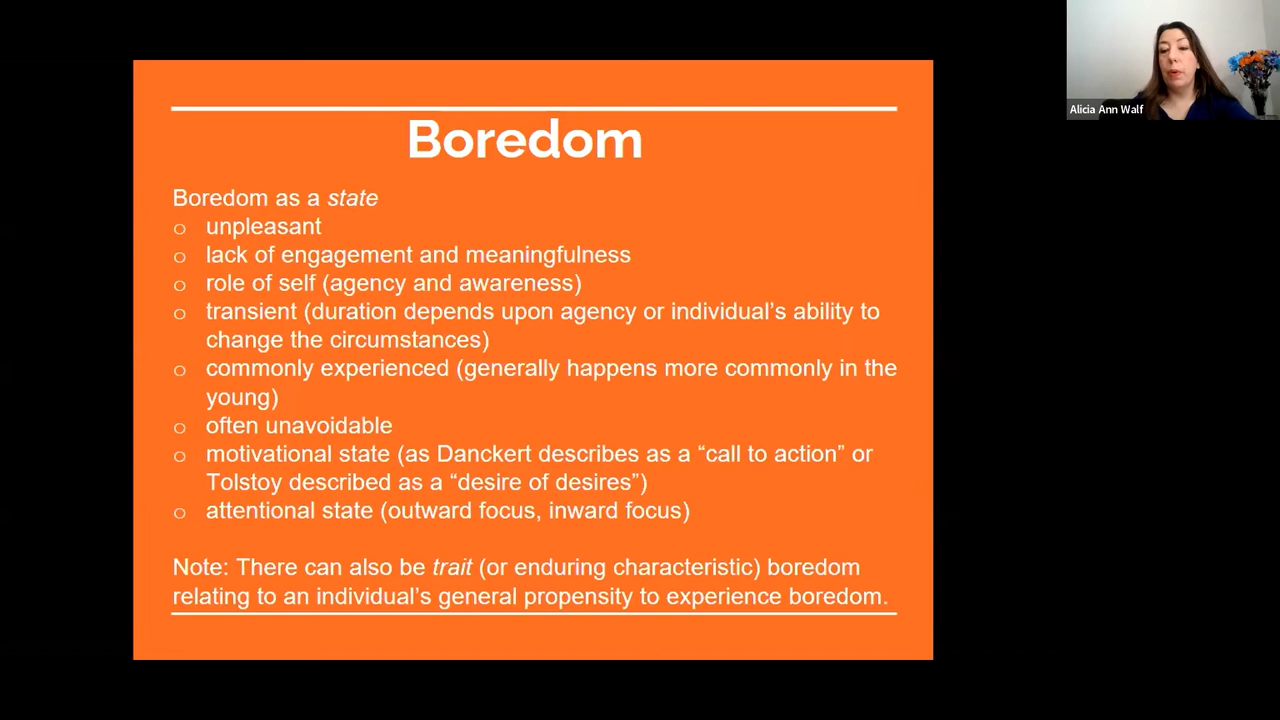 Boredom
Boredom as a state
o unpleasant
o lack of engagement and meaningfulness
o role of self (agency and awareness)
o transient (duration depends upon agency or individual’s ability to
change the circumstances)
o commonly experienced (generally happens more commonly in the
young)
o often unavoidable
o motivational state (as Danckert describes as a “call to action” or
Tolstoy described as a “desire of desires”)
o attentional state (outward focus, inward focus)
Note: There can also be trait (or enduring characteristic) boredom
relating to an individual’s general propensity to experience boredom.
Alicia Ann Walf